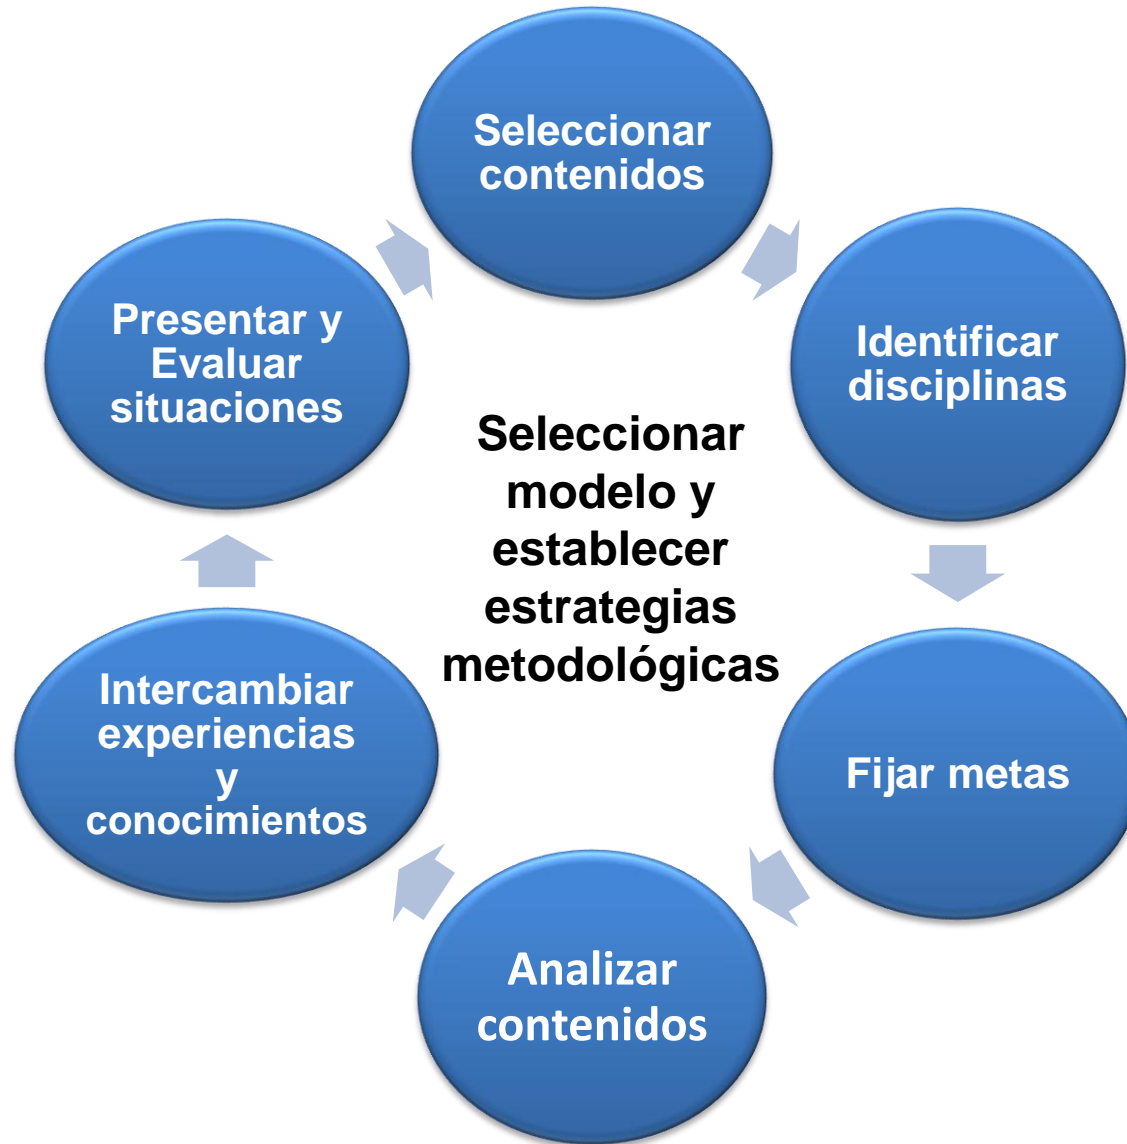 Seleccionar
contenidos
Identificar
disciplinas
Fijar metas
Analizar
contenidos
Intercambiar
experiencias
y
conocimientos
Presentar y
Evaluar
situaciones
Seleccionar
modelo y
establecer
estrategias
metodológicas